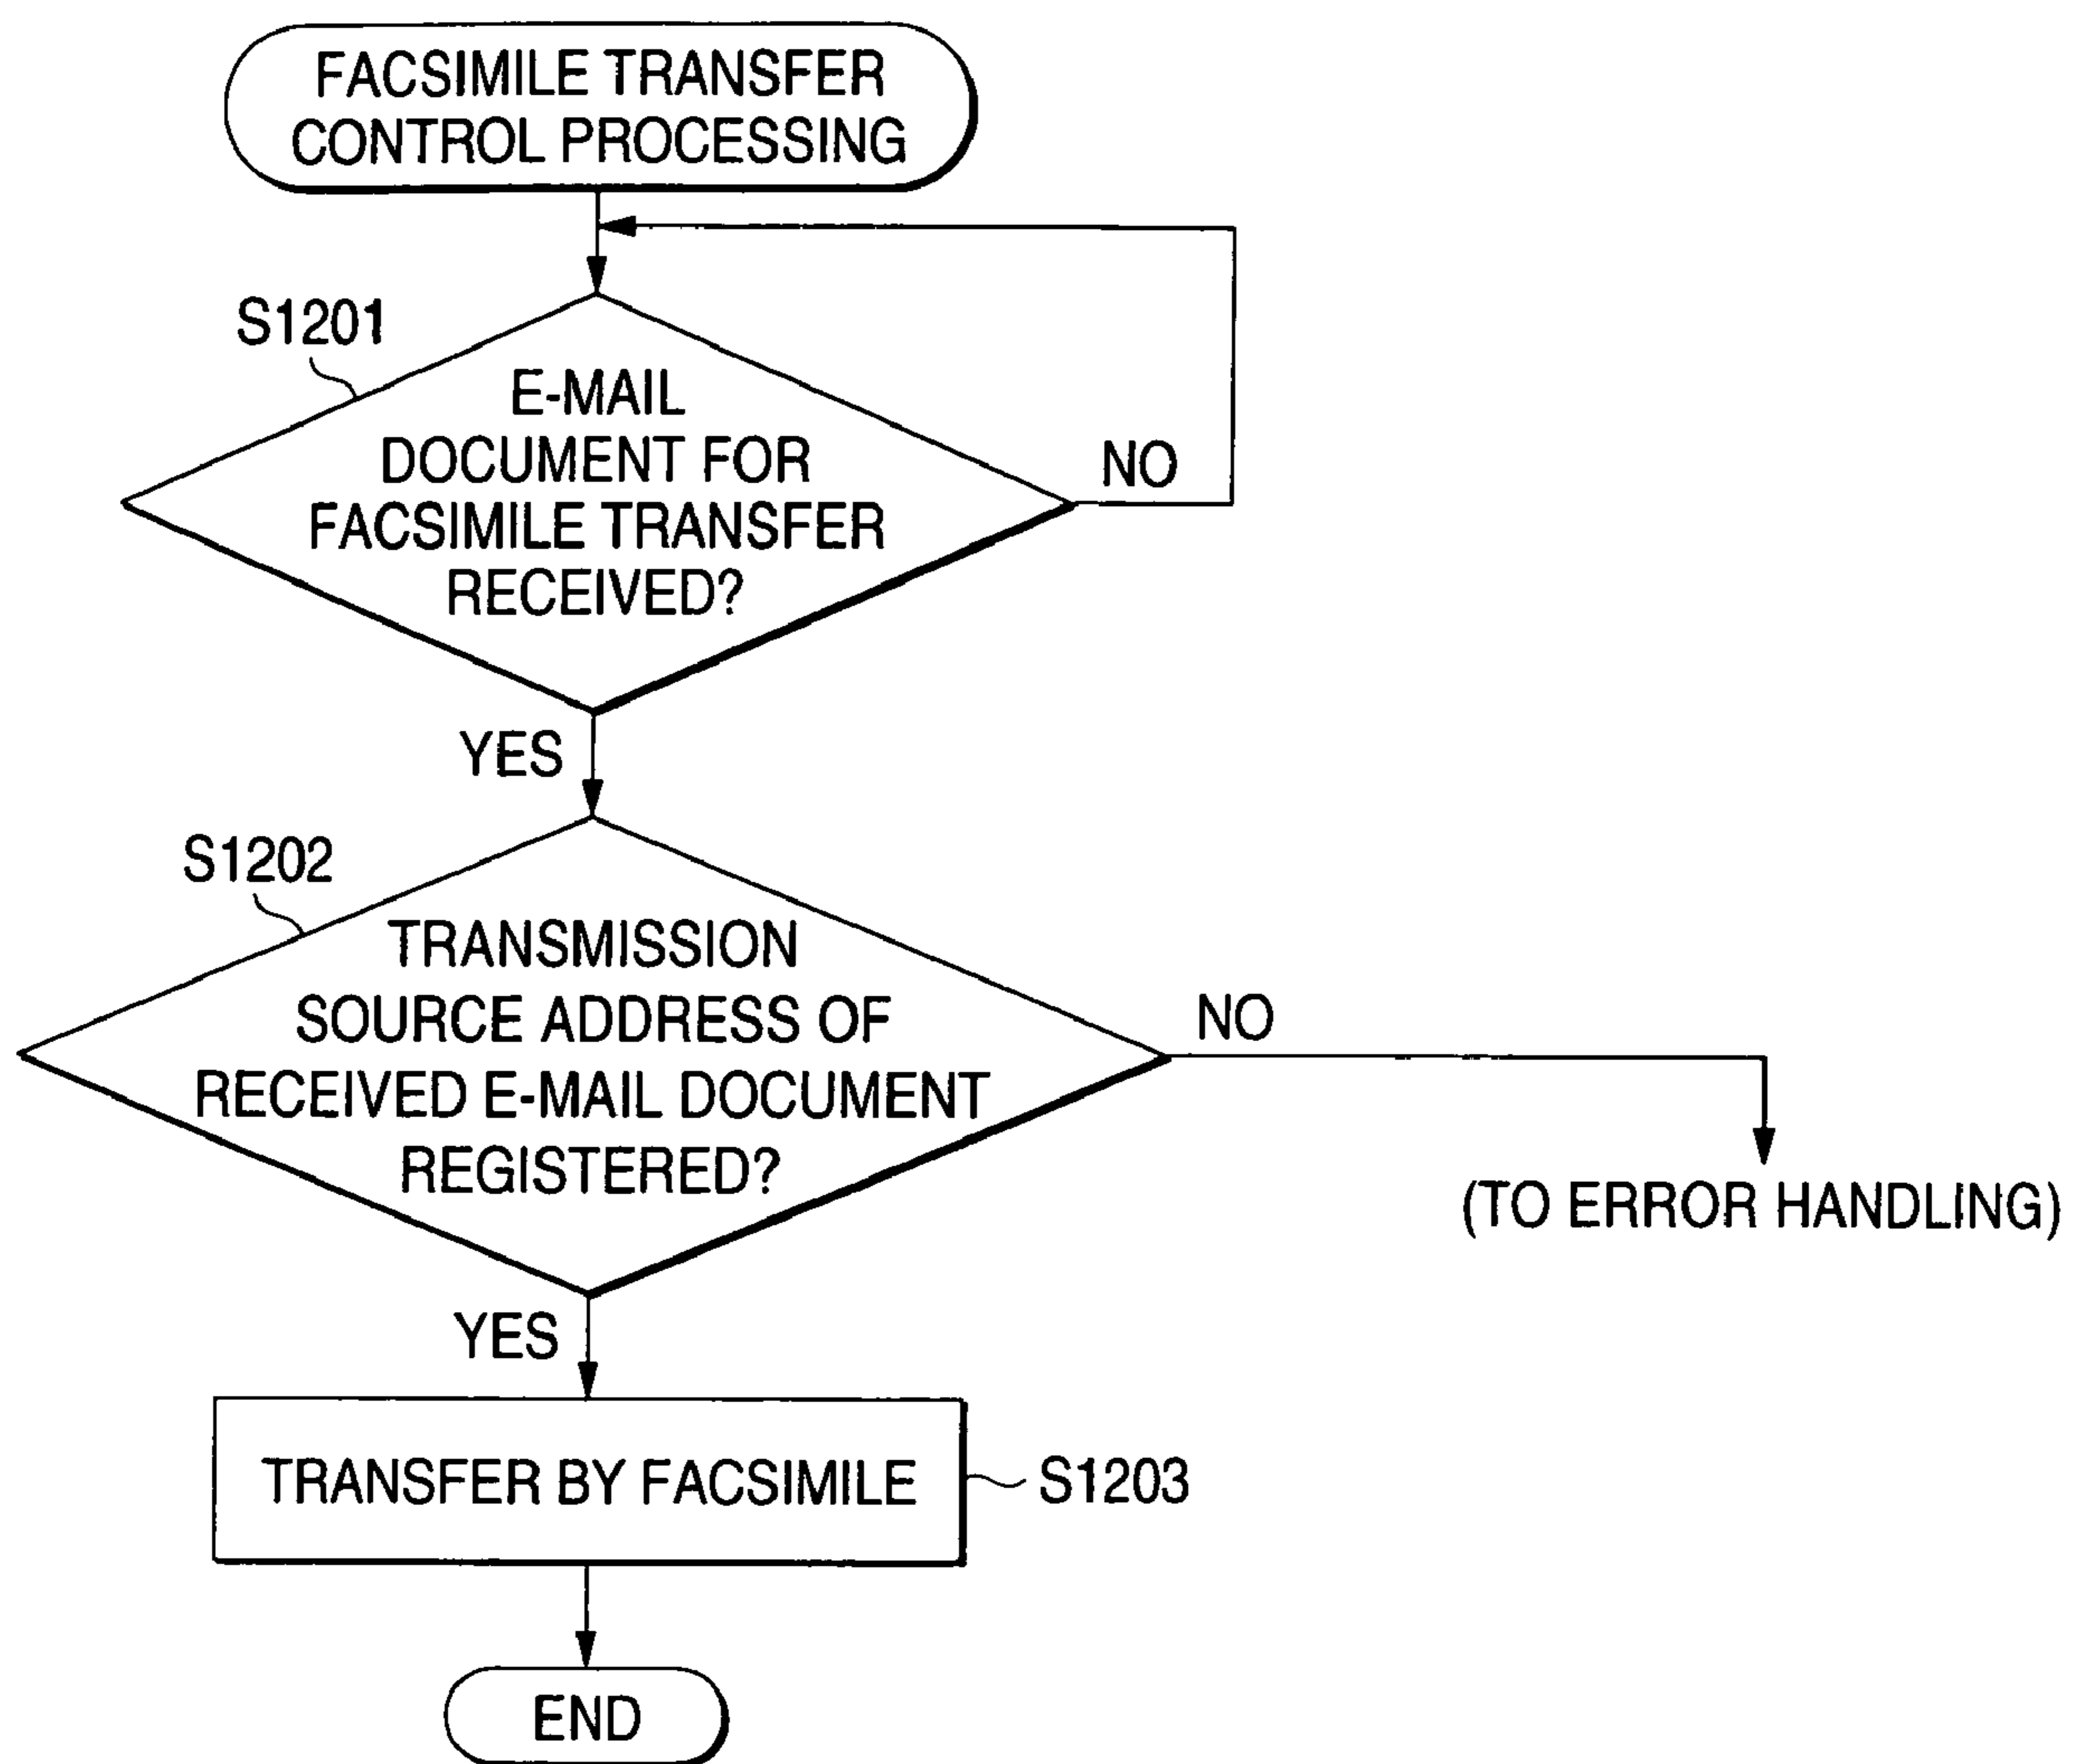 FACSIMILE TRANSFER
CONTROL PROCESSING
S1201
E-MAIL
DOCUMENT FOR
FACSIMILE TRANSFER
RECEIVED?
NO
YES
S1202
TRANSMISSION
SOURCE ADDRESS OF
RECEIVED E-MAIL DOCUMENT
REGISTERED?
NO
(TO ERROR HANDLING)
YES
TRANSFER BY FACSIMILE
S1203
END